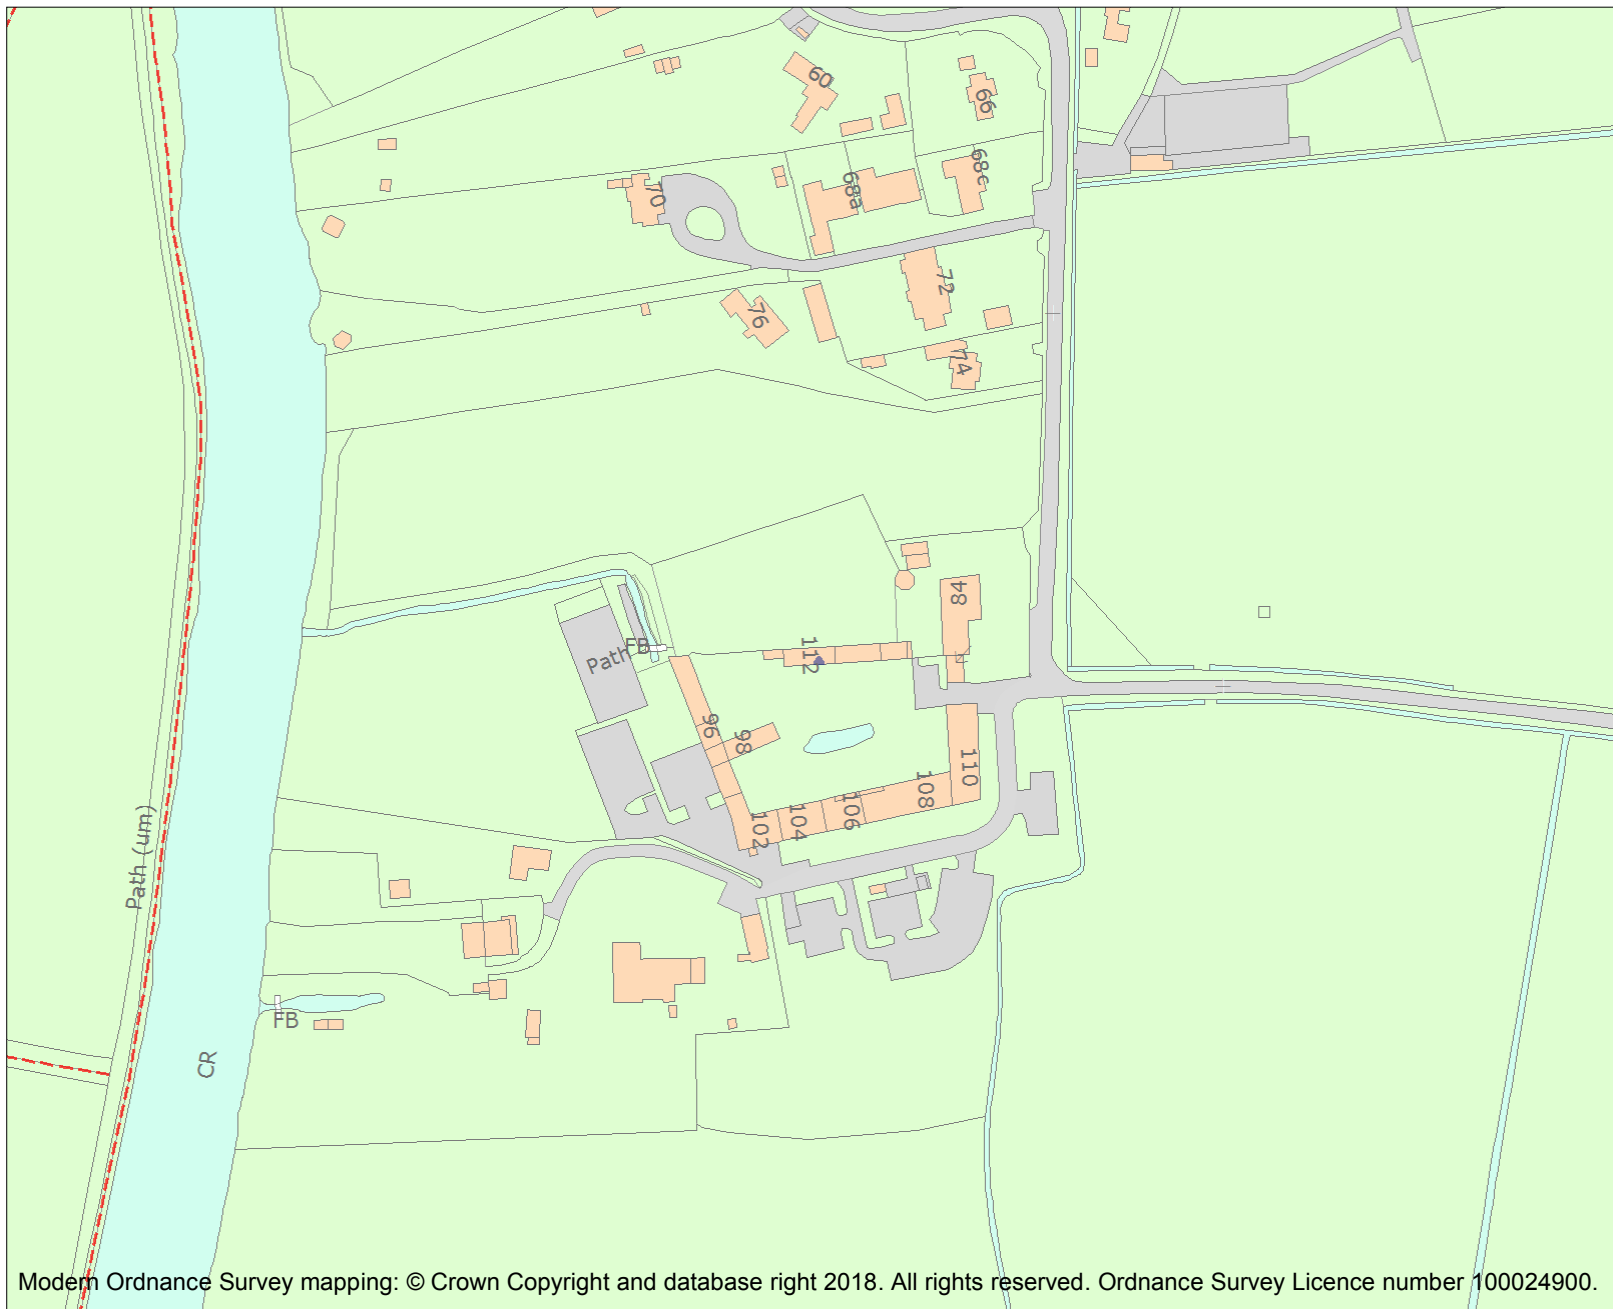 60
66
68c
68a
70
72
76
74
84
FB
Path
112
96
98
110
108
106
104
102
Path (um)
FB
CR
Modern Ordnance Survey mapping: © Crown Copyright and database right 2018. All rights reserved. Ordnance Survey Licence number 100024900.